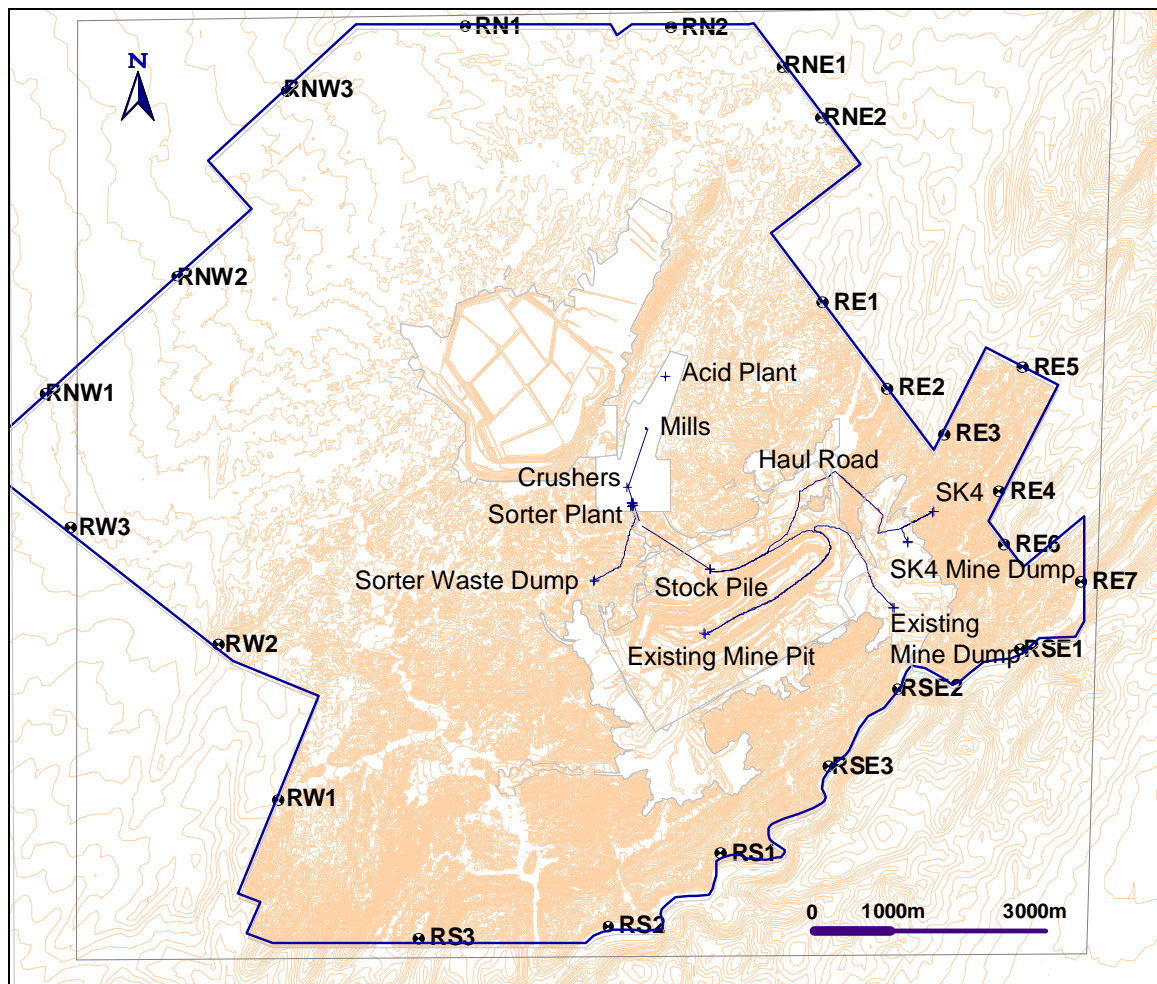 RN1
RN2
N
RNE1
RNW3
RNE2
RNW2
RE1
RE5
Acid Plant
RE2
RNW1
Mills
RE3
Haul Road
Crushers
SK4
RE4
Sorter Plant
RW3
RE6
SK4 Mine Dump
Sorter Waste Dump
Stock Pile
RE7
Existing
Mine Dump
RW2
Existing Mine Pit
RSE1
RSE2
RSE3
RW1
RS1
0
1000m
3000m
RS2
RS3